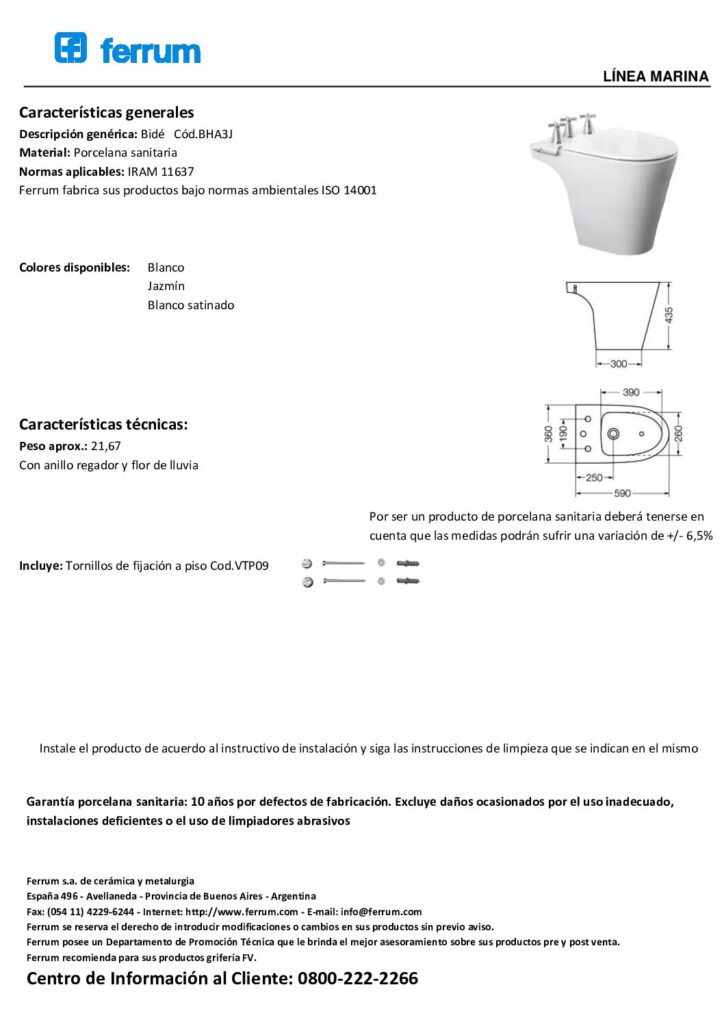 ferrum
LÍNEA MARINA
Características generales
Descripción genérica: Bidé Cód.BHA3J
Material: Porcelana sanitaria
Normas aplicables: IRAM 11637
Ferrum fabrica sus productos bajo normas ambientales ISO 14001
Colores disponibles: Blanco
Jazmín
Blanco satinado
435
300
Características técnicas:
Peso aprox.: 21,67
Con anillo regador y flor de lluvia
390
360
190
260
250
590
Por ser un producto de porcelana sanitaria deberá tenerse en
cuenta que las medidas podrán sufrir una variación de +/- 6,5%
Incluye: Tornillos de fijación a piso Cod.VTP09
Instale el producto de acuerdo al instructivo de instalación y siga las instrucciones de limpieza que se indican en el mismo
Garantía porcelana sanitaria: 10 años por defectos de fabricación. Excluye daños ocasionados por el uso inadecuado,
instalaciones deficientes o el uso de limpiadores abrasivos
Ferrum s.a. de cerámica y metalurgia
España 496 - Avellaneda - Provincia de Buenos Aires - Argentina
Fax: (054 11) 4229-6244 - Internet: http://www.ferrum.com - E-mail: info@ferrum.com
Ferrum se reserva el derecho de introducir modificaciones o cambios en sus productos sin previo aviso.
Ferrum posee un Departamento de Promoción Técnica que le brinda el mejor asesoramiento sobre sus productos pre y post venta.
Ferrum recomienda para sus productos grifería FV.
Centro de Información al Cliente: 0800-222-2266